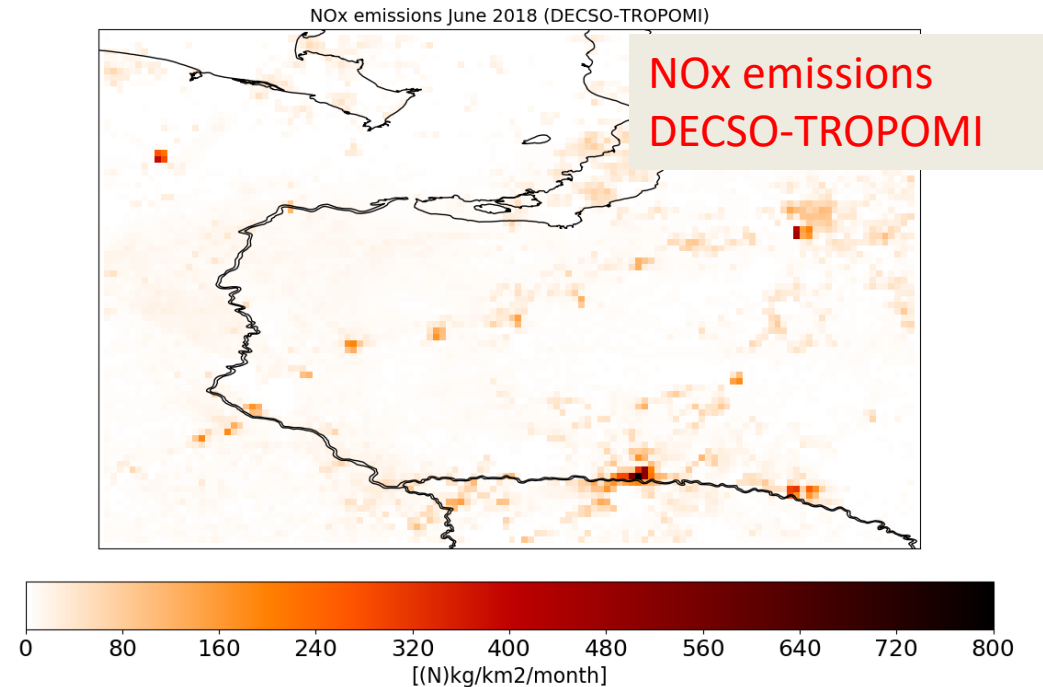 NOx emissions June 2018 (DECSO-TROPOMI)
NOx emissions
DECSO-TROPOMI
0 80 160 240 320 400 480 560 640 720 800
[(N)kg/km2/month]